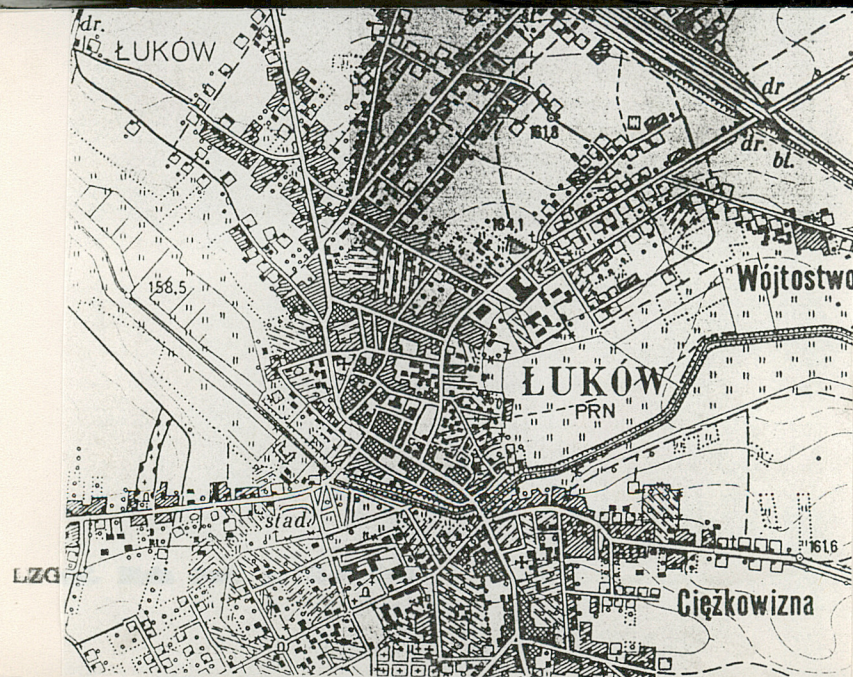 dr.
ŁUKÓW
st.
dr
161,8
dr.
bl.
164,1
Wójtostwo
158,5
ŁUKÓW
PRN
stad.
161,6
LZG
Ciężkowizna